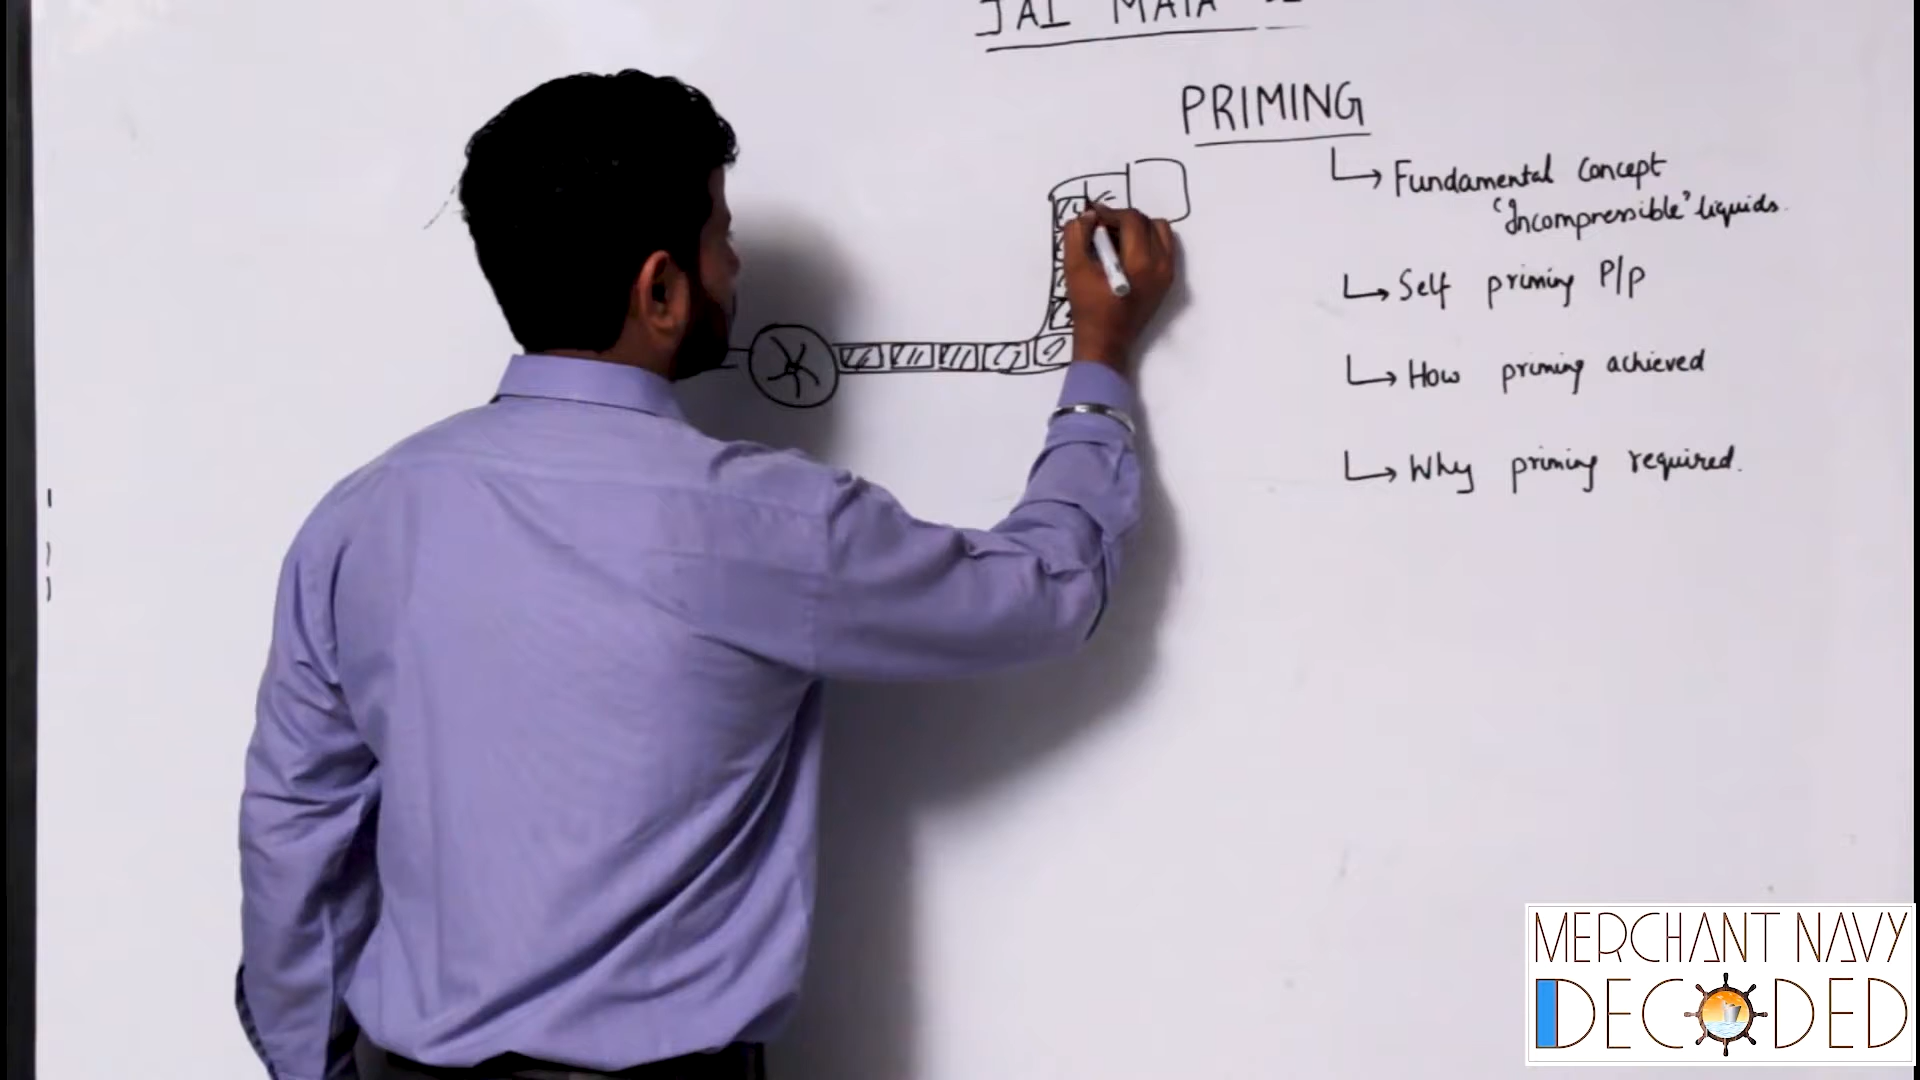 JAI MATA
PRIMING
↳ Fundamental Concept
"Incompressible" liquids.
↳ Self priming P/p
↳ How priming achieved
↳ Why priming required.
MERCHANT NAVY
DECODED